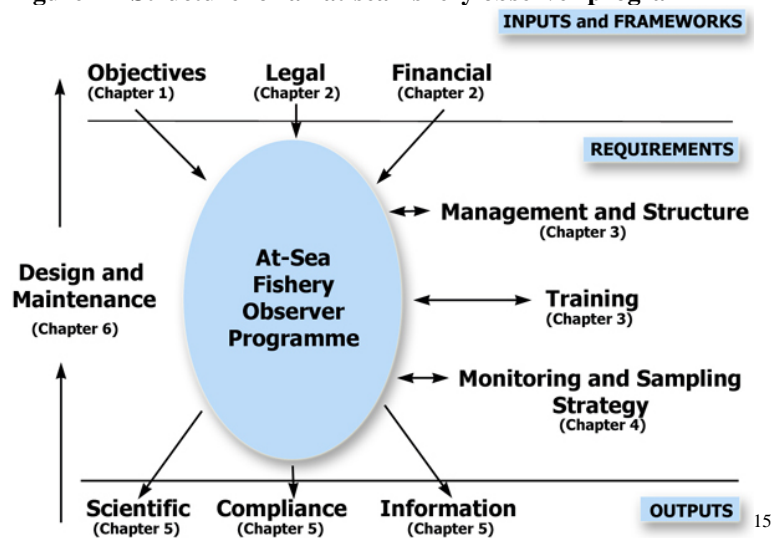 INPUTS and FRAMEWORKS
Objectives
(Chapter 1)
Legal
(Chapter 2)
Financial
(Chapter 2)
REQUIREMENTS
Management and Structure
(Chapter 3)
Design and
Maintenance
(Chapter 6)
At-Sea
Fishery
Observer
Programme
Training
(Chapter 3)
Monitoring and Sampling
Strategy
(Chapter 4)
Scientific
(Chapter 5)
Compliance
(Chapter 5)
Information
(Chapter 5)
OUTPUTS
15